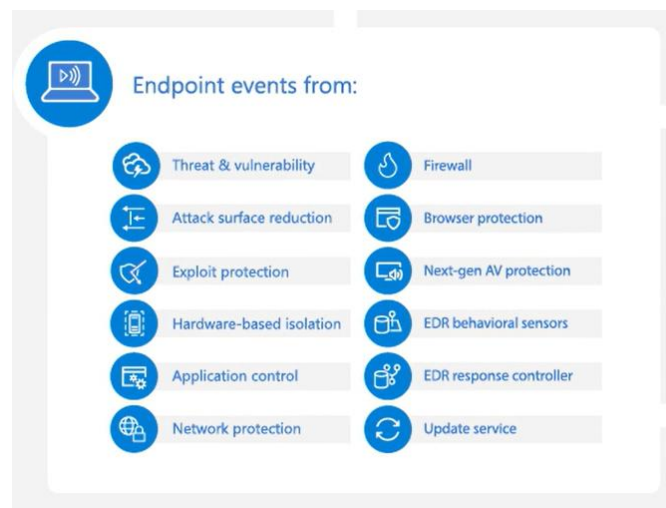 Endpoint events from:
Threat & vulnerability
Attack surface reduction
Exploit protection
Hardware-based isolation
Application control
Network protection
Firewall
Browser protection
Next-gen AV protection
EDR behavioral sensors
EDR response controller
Update service